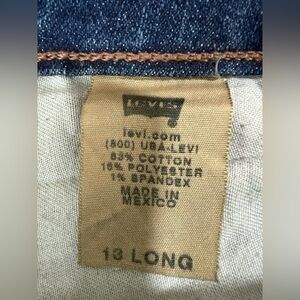 LEVI'S
levi.com
(800) USA-LEVI
83% COTTON
16% POLYESTER
1% SPANDEX
MADE IN
MEXICO
13 LONG